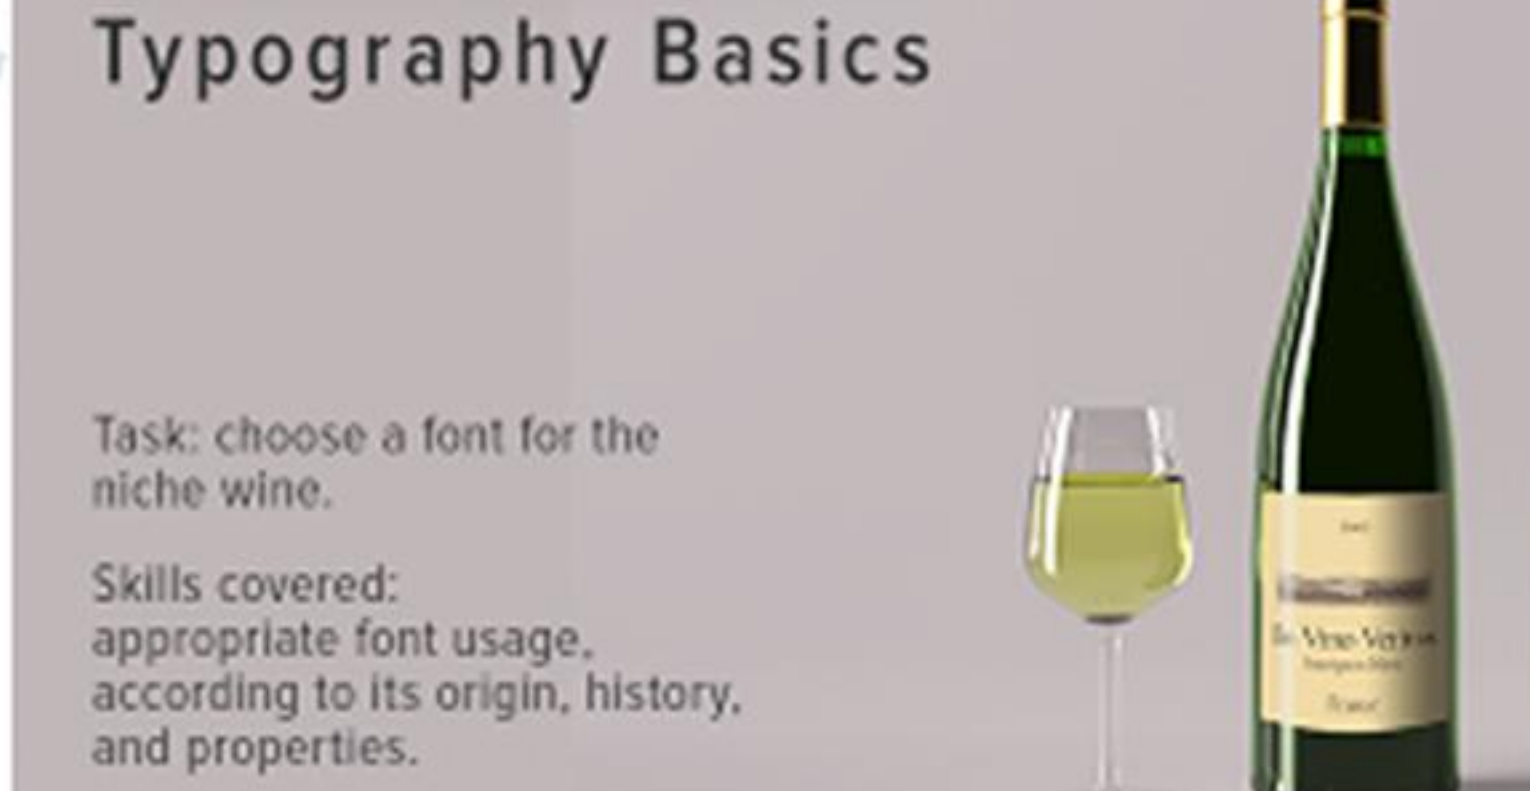 Typography Basics
Task: choose a font for the
niche wine.
Skills covered:
appropriate font usage,
according to its origin, history,
and properties.
France